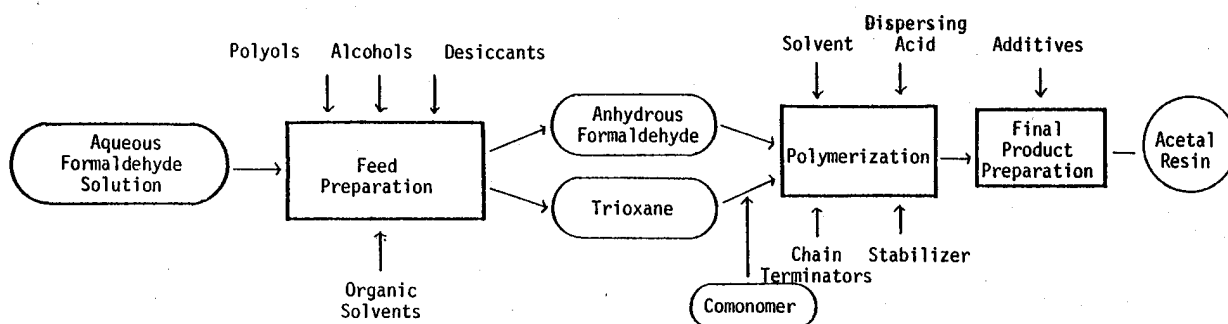 Polyols
Alcohols
Desiccants
Solvent
Dispersing
Acid
Additives
Aqueous
Formaldehyde
Solution
Feed
Preparation
Anhydrous
Formaldehyde
Trioxane
Polymerization
Final
Product
Preparation
Acetal
Resin
Organic
Solvents
Comonomer
Chain
Terminators
Stabilizer